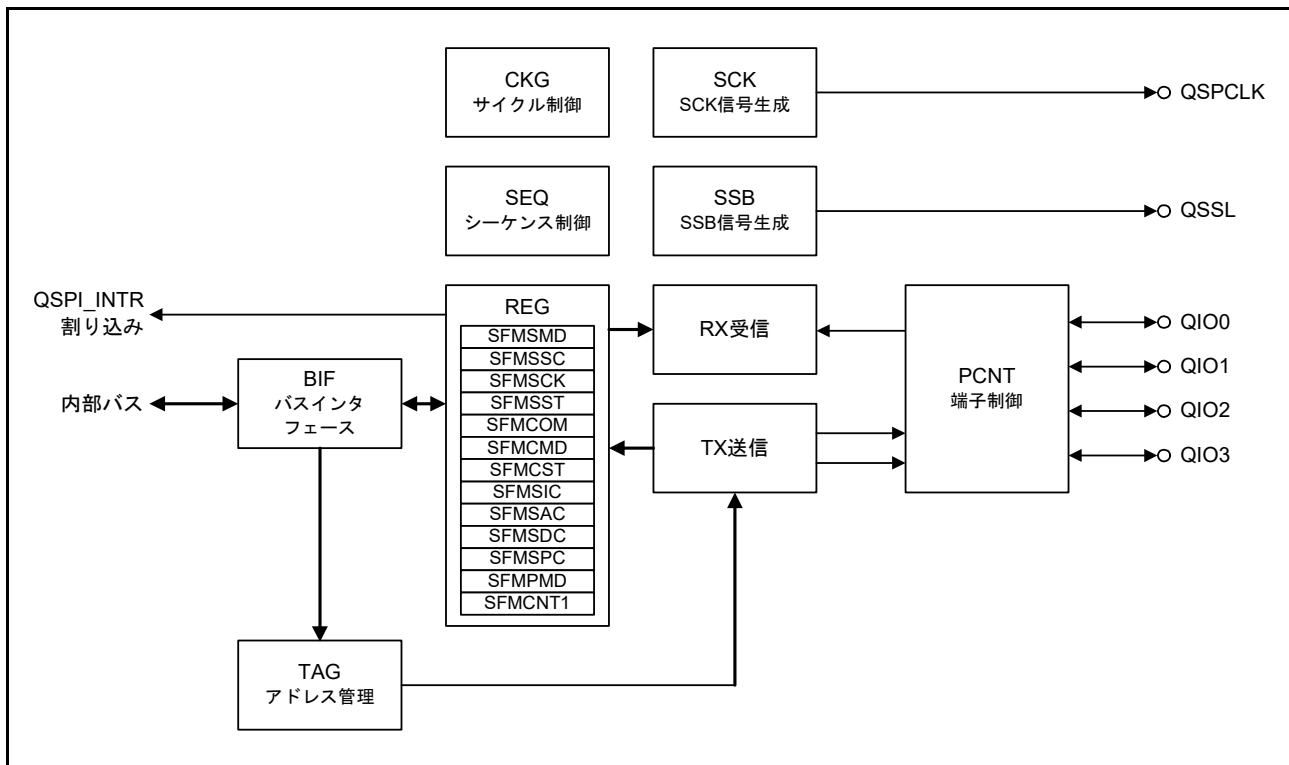 CKG
サイクル制御
SCK
SCK信号生成
QSPCLK
SEQ
シーケンス制御
SSB
SSB信号生成
QSSL
QSPI_INTR
割り込み
REG
SFMSMD
SFMSSC
SFMSCK
SFMSST
SFMCOM
SFMCMD
SFMCST
SFMSIC
SFMSAC
SFMSDC
SFMSPC
SFMPMD
SFMCNT1
RX受信
PCNT
端子制御
QIO0
QIO1
QIO2
QIO3
内部バス
BIF
バスインタ
フェース
TX送信
TAG
アドレス管理